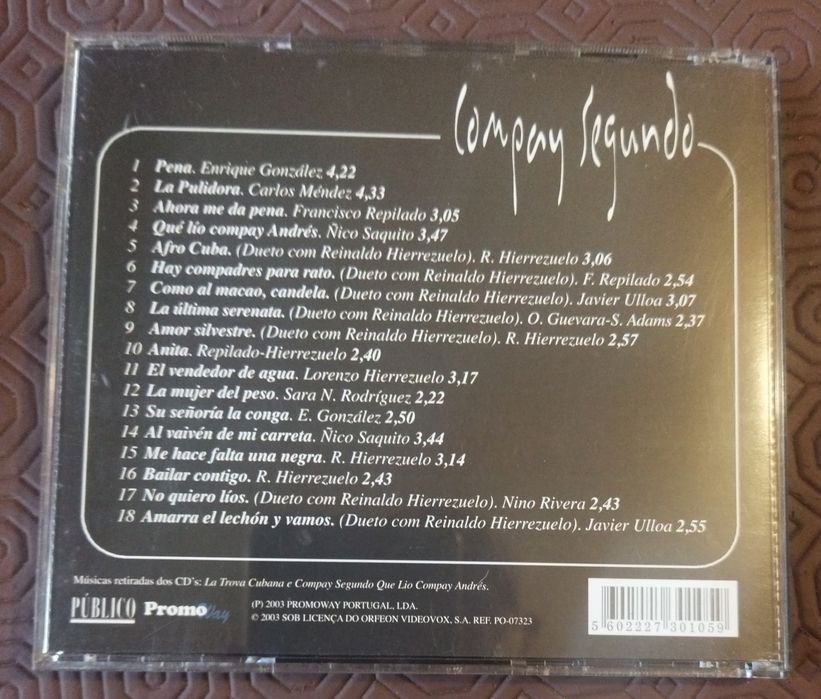 Compay Segundo
1 Pena. Enrique González 4,22
2 La Pulidora. Carlos Méndez 4,33
3 Ahora me da pena. Francisco Repilado 3,05
4 Qué lío compay Andrés. Ñico Saquito 3,47
5 Afro Cuba. (Dueto com Reinaldo Hierrezuelo). R. Hierrezuelo 3,06
6 Hay compadres para rato. (Dueto com Reinaldo Hierrezuelo). F. Repilado 2,54
7 Como al macao, candela. (Dueto com Reinaldo Hierrezuelo). Javier Ulloa 3,07
8 La última serenata. (Dueto com Reinaldo Hierrezuelo). O. Guevara-S. Adams 2,37
9 Amor silvestre. (Dueto com Reinaldo Hierrezuelo). R. Hierrezuelo 2,57
10 Anita. Repilado-Hierrezuelo 2,40
11 El vendedor de agua. Lorenzo Hierrezuelo 3,17
12 La mujer del peso. Sara N. Rodríguez 2,22
13 Su señoría la conga. E. González 2,50
14 Al vaivén de mi carreta. Ñico Saquito 3,44
15 Me hace falta una negra. R. Hierrezuelo 3,14
16 Bailar contigo. R. Hierrezuelo 2,43
17 No quiero líos. (Dueto com Reinaldo Hierrezuelo). Nino Rivera 2,43
18 Amarra el lechón y vamos. (Dueto com Reinaldo Hierrezuelo). Javier Ulloa 2,55
Músicas retiradas dos CD's: La Trova Cubana e Compay Segundo Que Lio Compay Andrés.
PÚBLICO PromoWay
(P) 2003 PROMOWAY PORTUGAL, LDA.
© 2003 SOB LICENÇA DO ORFEON VIDEOVOX, S.A. REF. PO-07323
5 602227 301059